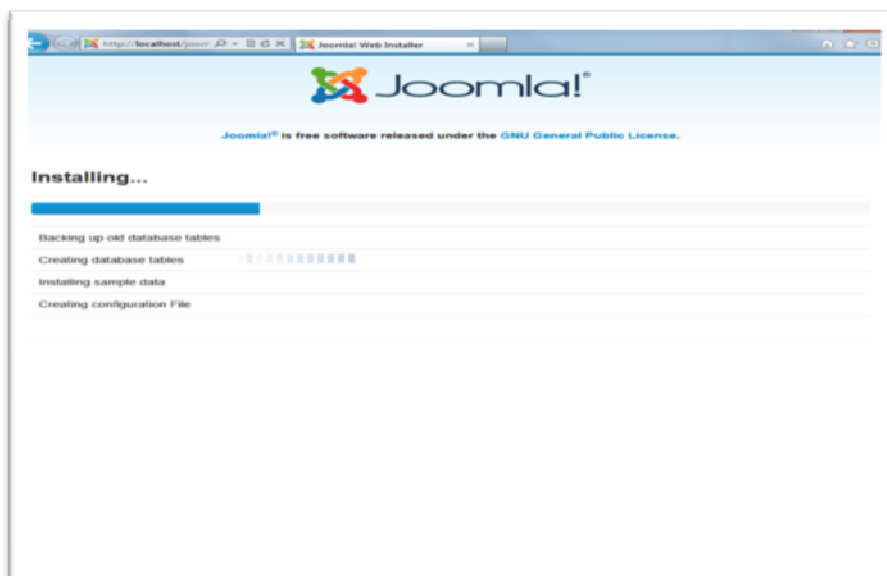 http://localhost/joom
Joomla! Web Installer
Joomla!®
Joomla!® is free software released under the GNU General Public License.
Installing...
Backing up old database tables
Creating database tables
Installing sample data
Creating configuration File